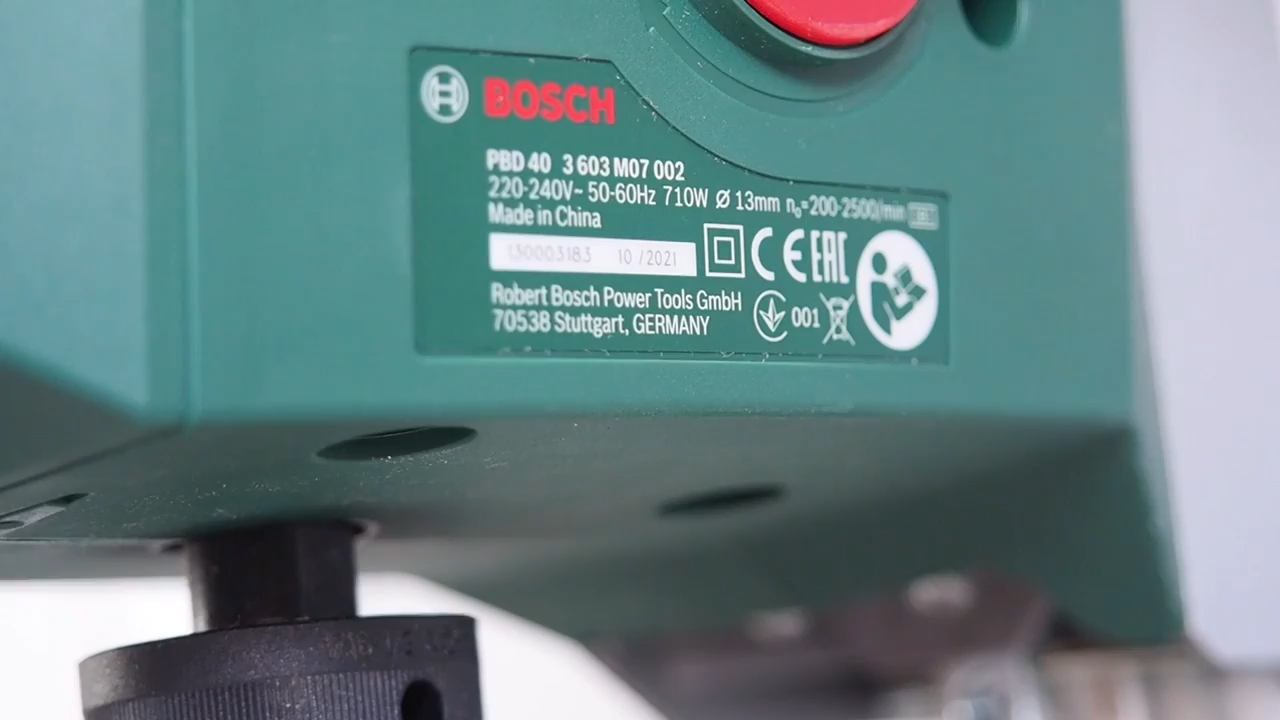 BOSCH
PBD 40 3 603 M07 002
220-240V~ 50-60Hz 710W Ø 13mm n₀=200-2500/min
Made in China
130003183 10 /2021
CE EAC
Robert Bosch Power Tools GmbH
001
70538 Stuttgart, GERMANY